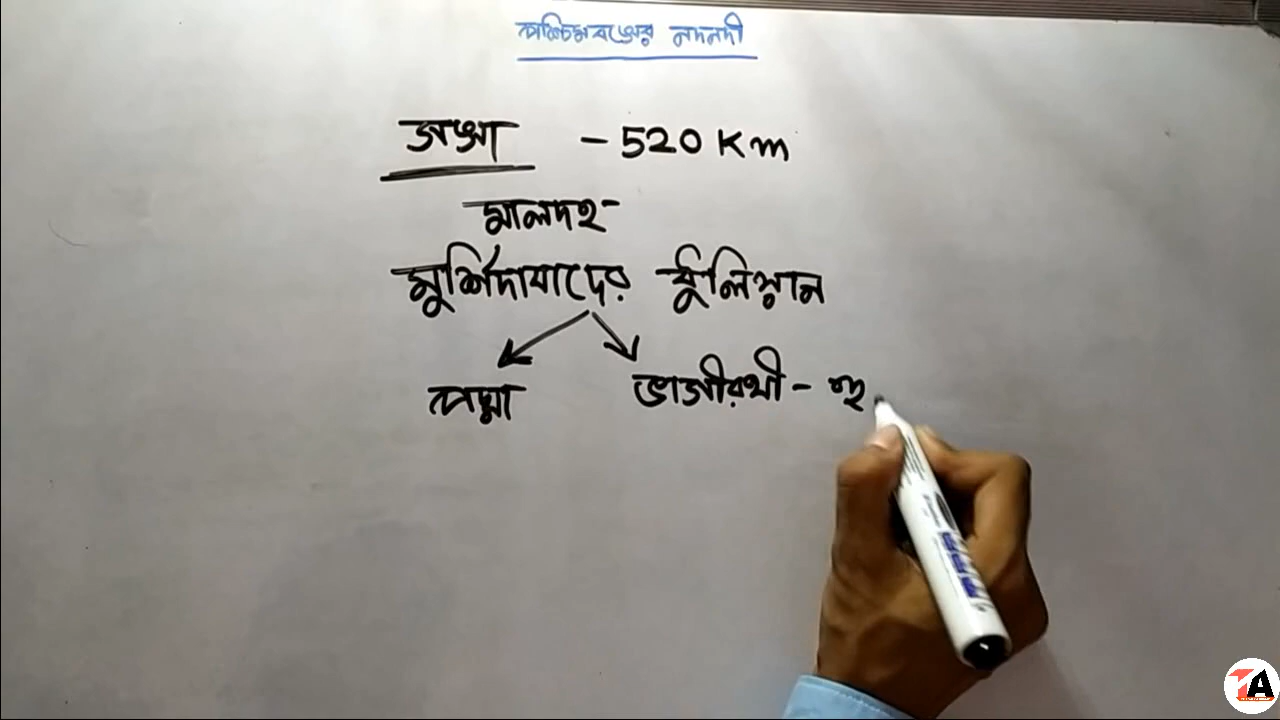 পশ্চিমবঙ্গের নদনদী
গঙ্গা - 520 Km
মালদহ
মুর্শিদাবাদের ধুলিয়ান
পদ্মা ভাগীরথী - হু